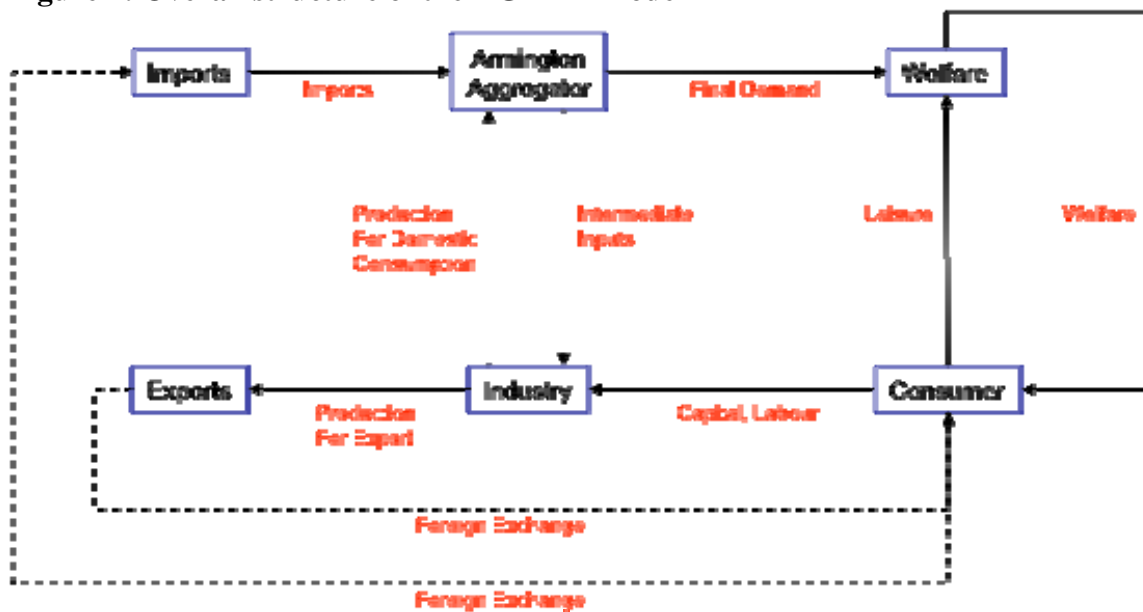 Imports
Armington
Aggregator
Welfare
Imports
Final Demand
Production
For Domestic
Consumption
Intermediate
Inputs
Leisure
Welfare
Exports
Industry
Consumer
Production
For Export
Capital, Labour
Foreign Exchange
Foreign Exchange